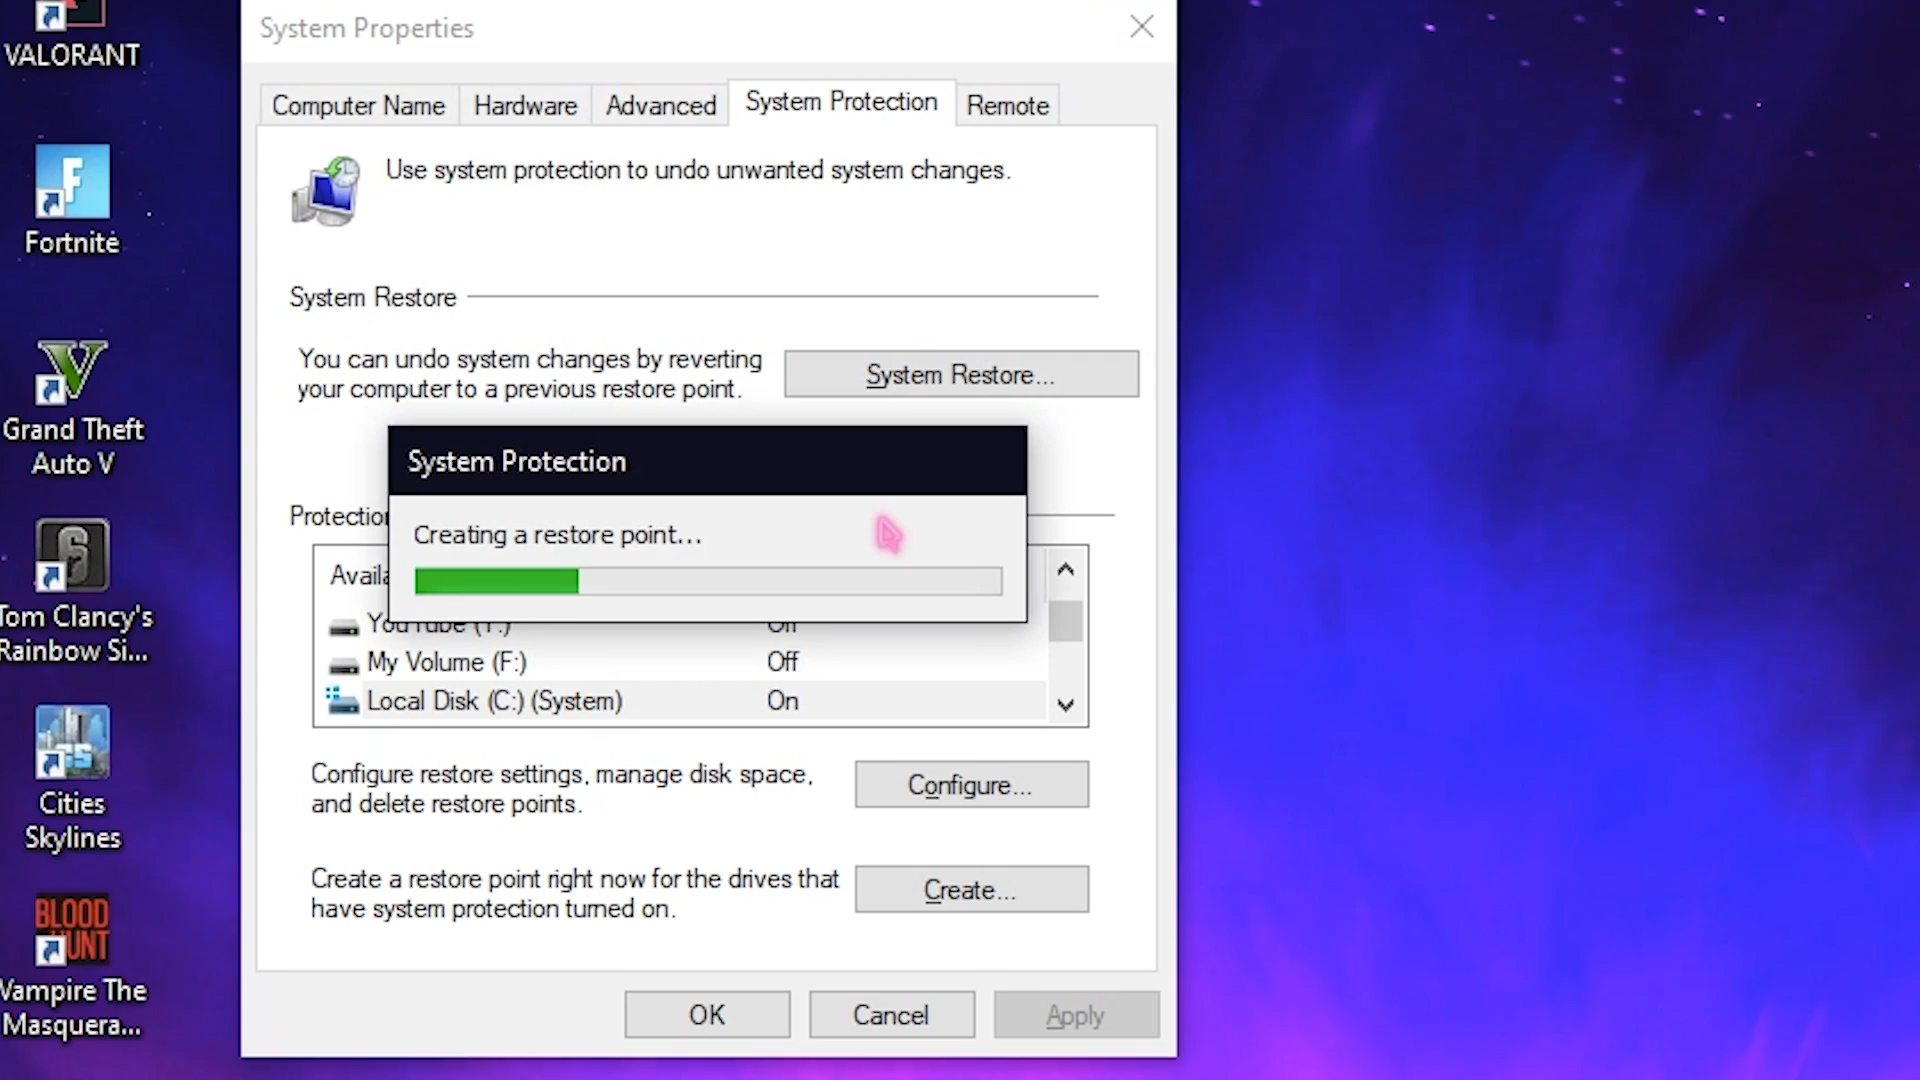 VALORANT
Fortnite
Grand Theft
Auto V
Tom Clancy's
Rainbow Si...
Cities
Skylines
BLOOD
HUNT
Vampire The
Masquera...
System Properties
Computer Name
Hardware
Advanced
System Protection
Remote
Use system protection to undo unwanted system changes.
System Restore
You can undo system changes by reverting
your computer to a previous restore point.
System Restore...
System Protection
Creating a restore point...
Protection
Availa
YouTube
Off
My Volume (F:) Off
Local Disk (C:) (System) On
Configure restore settings, manage disk space,
and delete restore points.
Configure...
Create a restore point right now for the drives that
have system protection turned on.
Create...
OK
Cancel
Apply